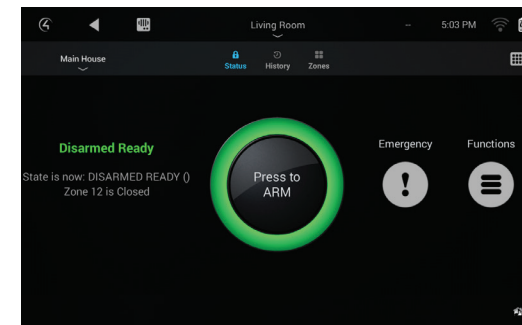 Living Room
--
5:03 PM
Main House
Status
History
Zones
Disarmed Ready
State is now: DISARMED READY ()
Zone 12 is Closed
Press to
ARM
Emergency
Functions